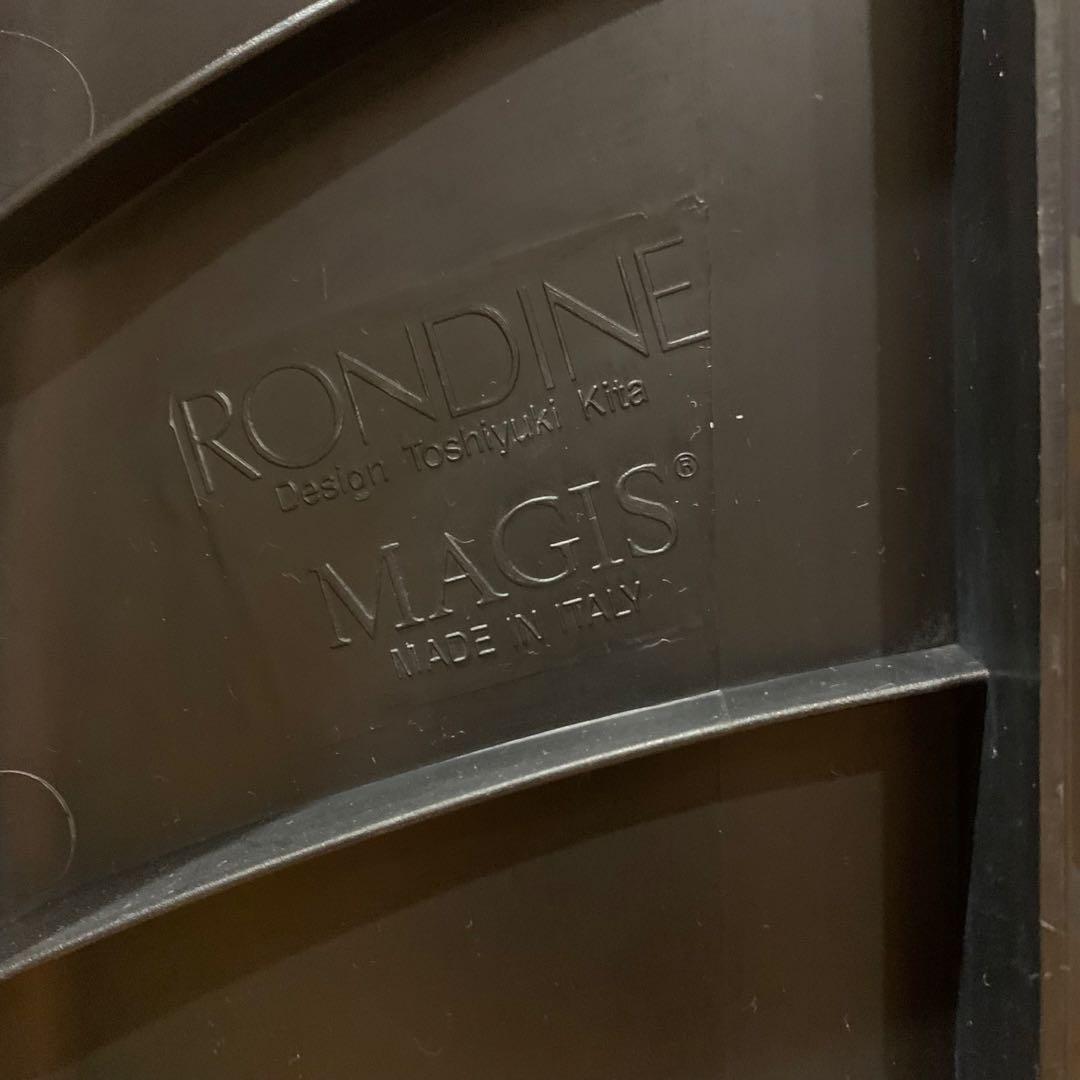 RONDINE
Design Toshiyuki Kita
MAGIS®
MADE IN ITALY